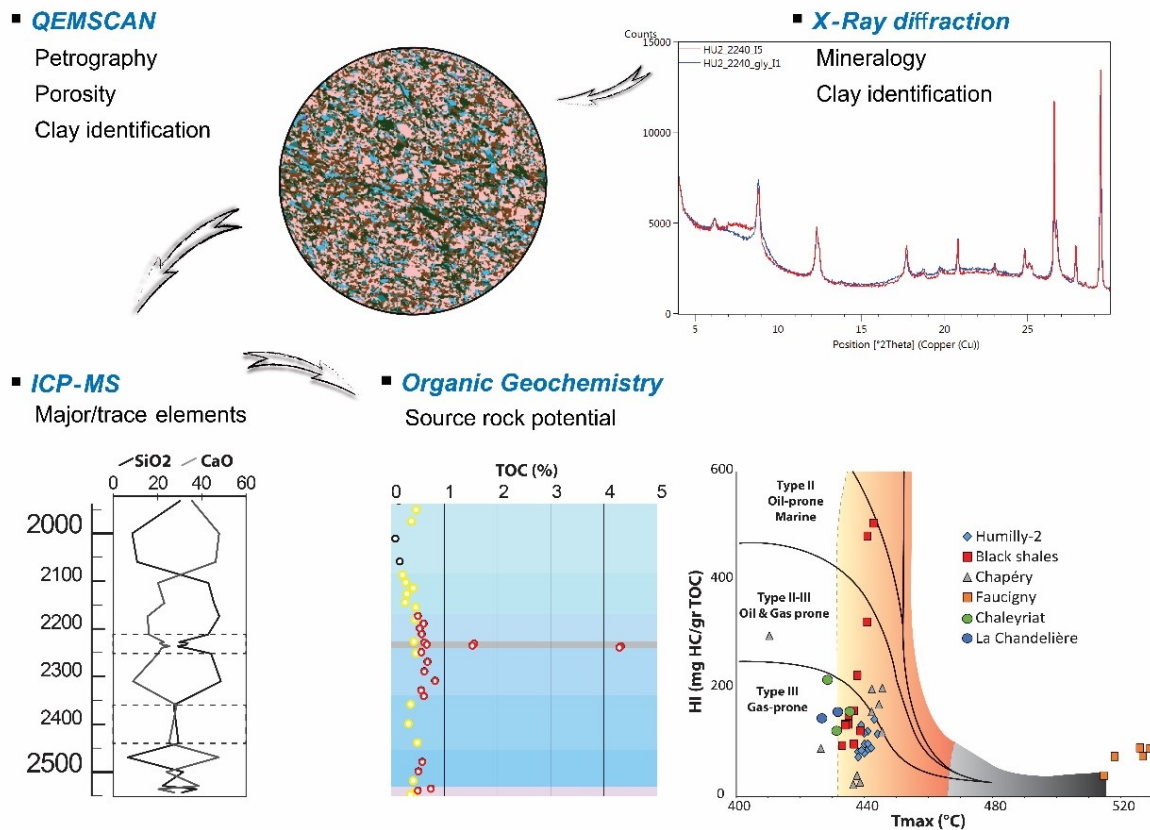 ▪ QEMSCAN
Petrography
Porosity
Clay identification
▪ X-Ray diffraction
Mineralogy
Clay identification
Counts
HU2_2240_I5
HU2_2240_gly_I1
15000
10000
5000
0
5 10 15 20 25
Position [°2Theta] (Copper (Cu))
▪ ICP-MS
Major/trace elements
SiO2 CaO
0 20 40 60
2000
2100
2200
2300
2400
2500
▪ Organic Geochemistry
Source rock potential
TOC (%)
0 1 2 3 4 5
HI (mg HC/gr TOC)
600
400
200
0
Type II
Oil-prone
Marine
Type II-III
Oil & Gas prone
Type III
Gas-prone
Humilly-2
Black shales
Chapéry
Faucigny
Chaleyriat
La Chandelière
400 440 480 520
Tmax (°C)